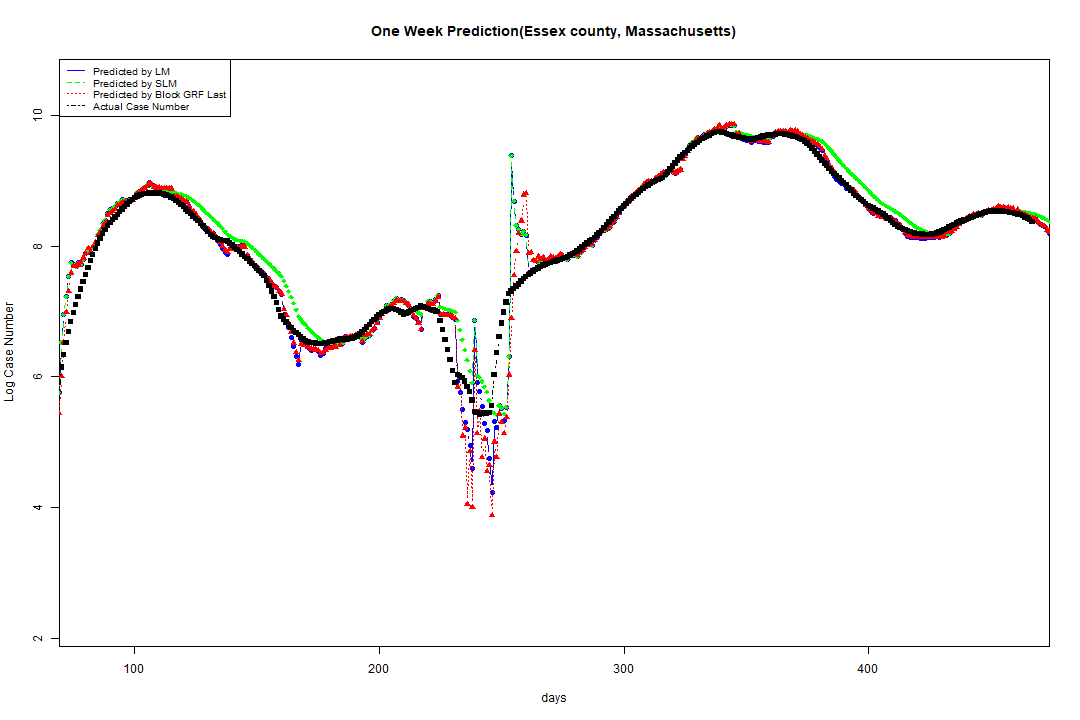 One Week Prediction(Essex county, Massachusetts)
Predicted by LM
Predicted by SLM
Predicted by Block GRF Last
Actual Case Number
10
8
6
4
2
Log Case Number
100 200 300 400
days